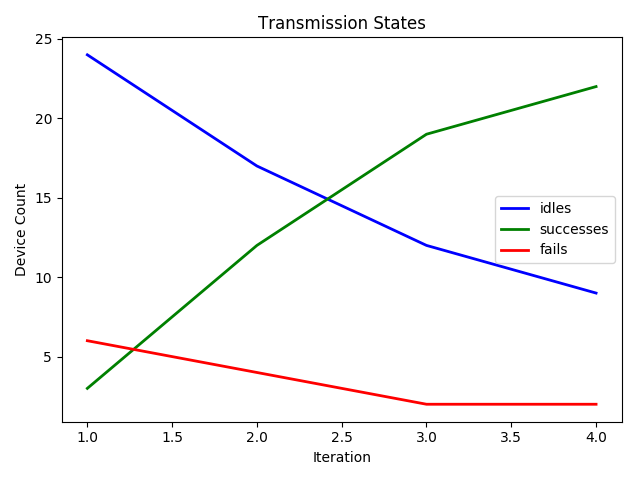 Transmission States
25
20
15
10
5
Device Count
idles
successes
fails
1.0 1.5 2.0 2.5 3.0 3.5 4.0
Iteration